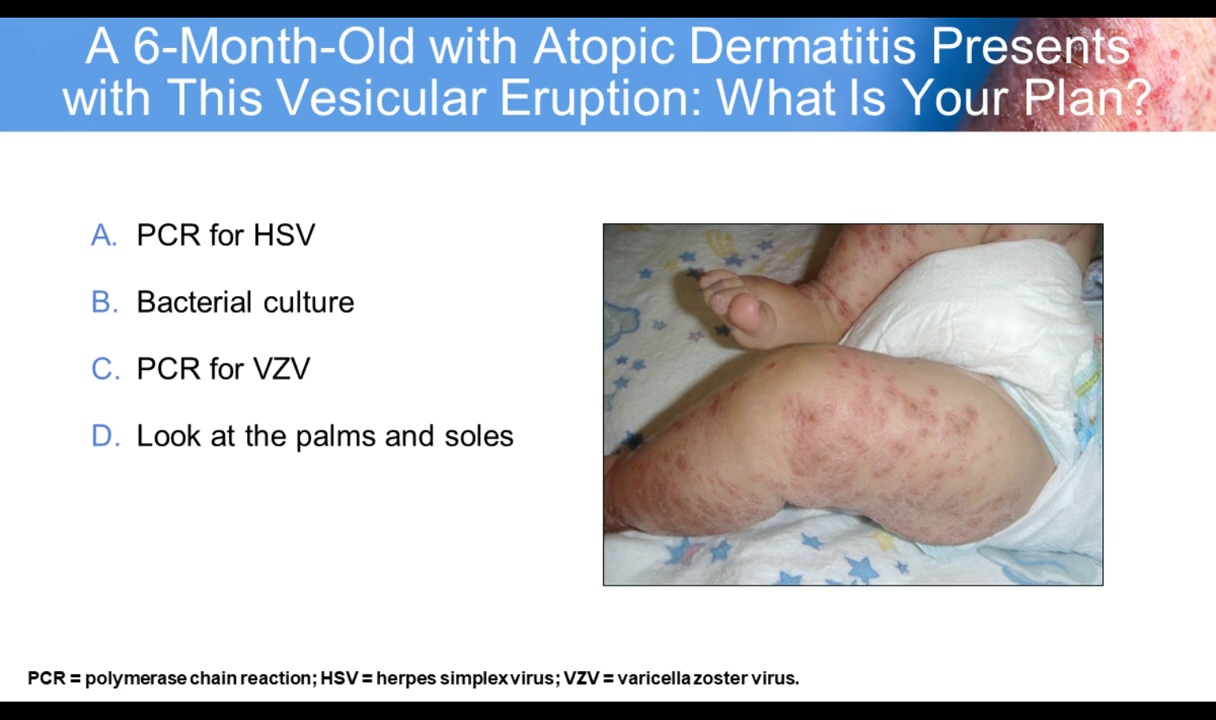 A 6-Month-Old with Atopic Dermatitis Presents
with This Vesicular Eruption: What Is Your Plan?
A. PCR for HSV
B. Bacterial culture
C. PCR for VZV
D. Look at the palms and soles
PCR = polymerase chain reaction; HSV = herpes simplex virus; VZV = varicella zoster virus.